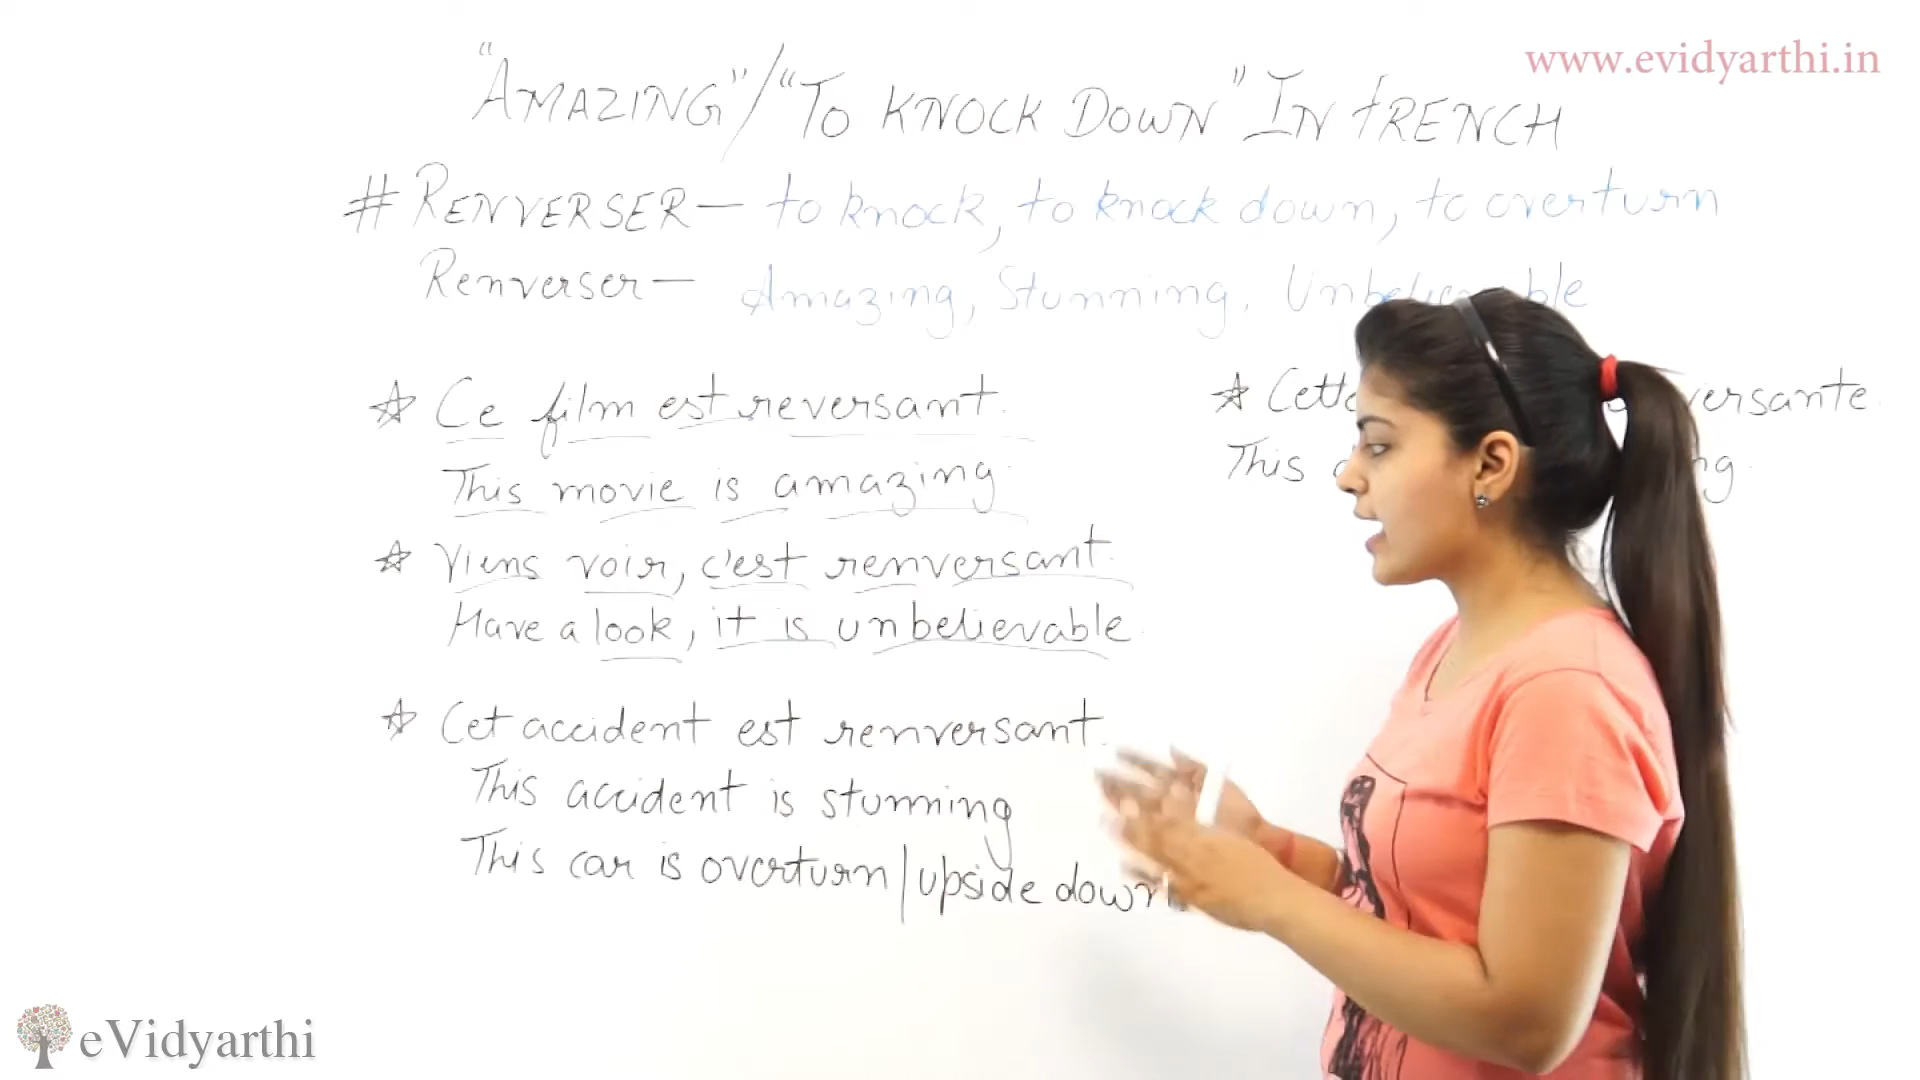 www.evidyarthi.in
"AMAZING"/"TO KNOCK DOWN" IN FRENCH
# RENVERSER— to knock, to knock down, to overturn
Renverser— Amazing, Stunning,
☆ Ce film est reversant.
This movie is amazing.
☆ Viens voir, c'est renversant.
Have a look, it is unbelievable.
☆ Cet accident est renversant.
This accident is stunning
This car is overturn/upside down
☆
This
eVidyarthi